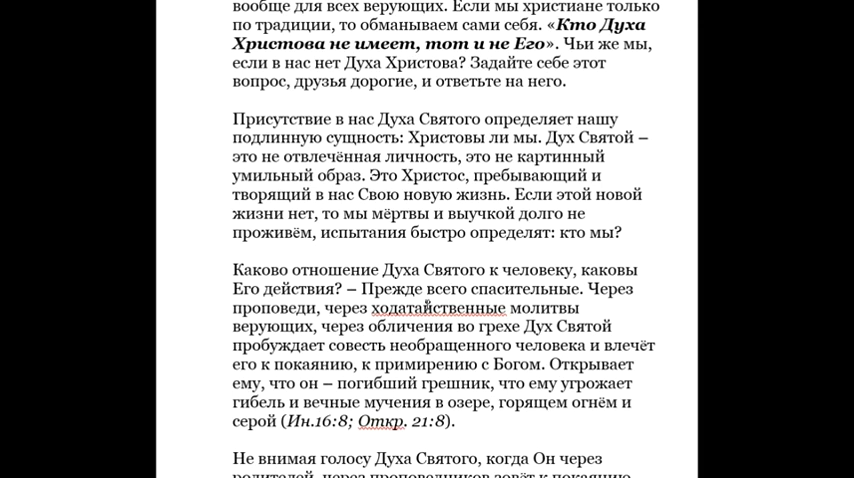 вообще для всех верующих. Если мы христиане только
по традиции, то обманываем сами себя. «Кто Духа
Христова не имеет, тот и не Его». Чьи же мы,
если в нас нет Духа Христова? Задайте себе этот
вопрос, друзья дорогие, и ответьте на него.
Присутствие в нас Духа Святого определяет нашу
подлинную сущность: Христовы ли мы. Дух Святой –
это не отвлечённая личность, это не картинный
умильный образ. Это Христос, пребывающий и
творящий в нас Свою новую жизнь. Если этой новой
жизни нет, то мы мёртвы и выучкой долго не
проживём, испытания быстро определят: кто мы?
Каково отношение Духа Святого к человеку, каковы
Его действия? – Прежде всего спасительные. Через
проповеди, через ходатайственные молитвы
верующих, через обличения во грехе Дух Святой
пробуждает совесть необращенного человека и влечёт
его к покаянию, к примирению с Богом. Открывает
ему, что он – погибший грешник, что ему угрожает
гибель и вечные мучения в озере, горящем огнём и
серой (Ин.16:8; Откр. 21:8).
Не внимая голосу Духа Святого, когда Он через
родителей, через проповедников зовёт к покаянию,